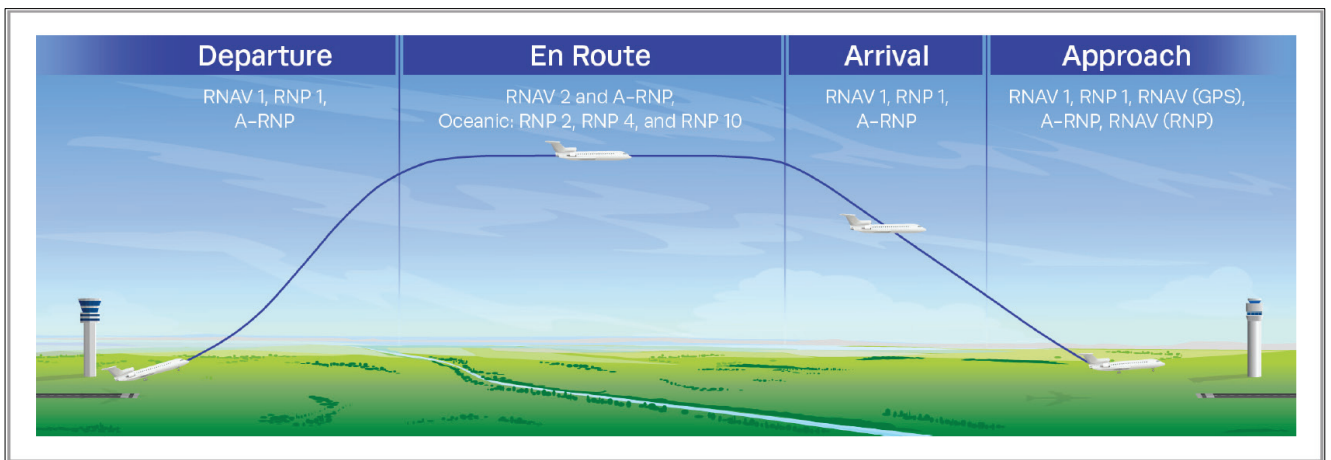 Departure
RNAV 1, RNP 1,
A-RNP
En Route
RNAV 2 and A-RNP,
Oceanic: RNP 2, RNP 4, and RNP 10
Arrival
RNAV 1, RNP 1,
A-RNP
Approach
RNAV 1, RNP 1, RNAV (GPS),
A-RNP, RNAV (RNP)